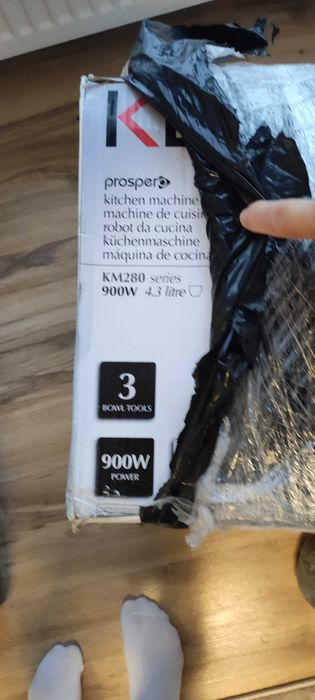 KE
prospero
kitchen machine
machine de cuisi
robot da cucina
küchenmaschine
máquina de cocina
KM280 series
900W 4.3 litre
3
BOWL TOOLS
900W
POWER